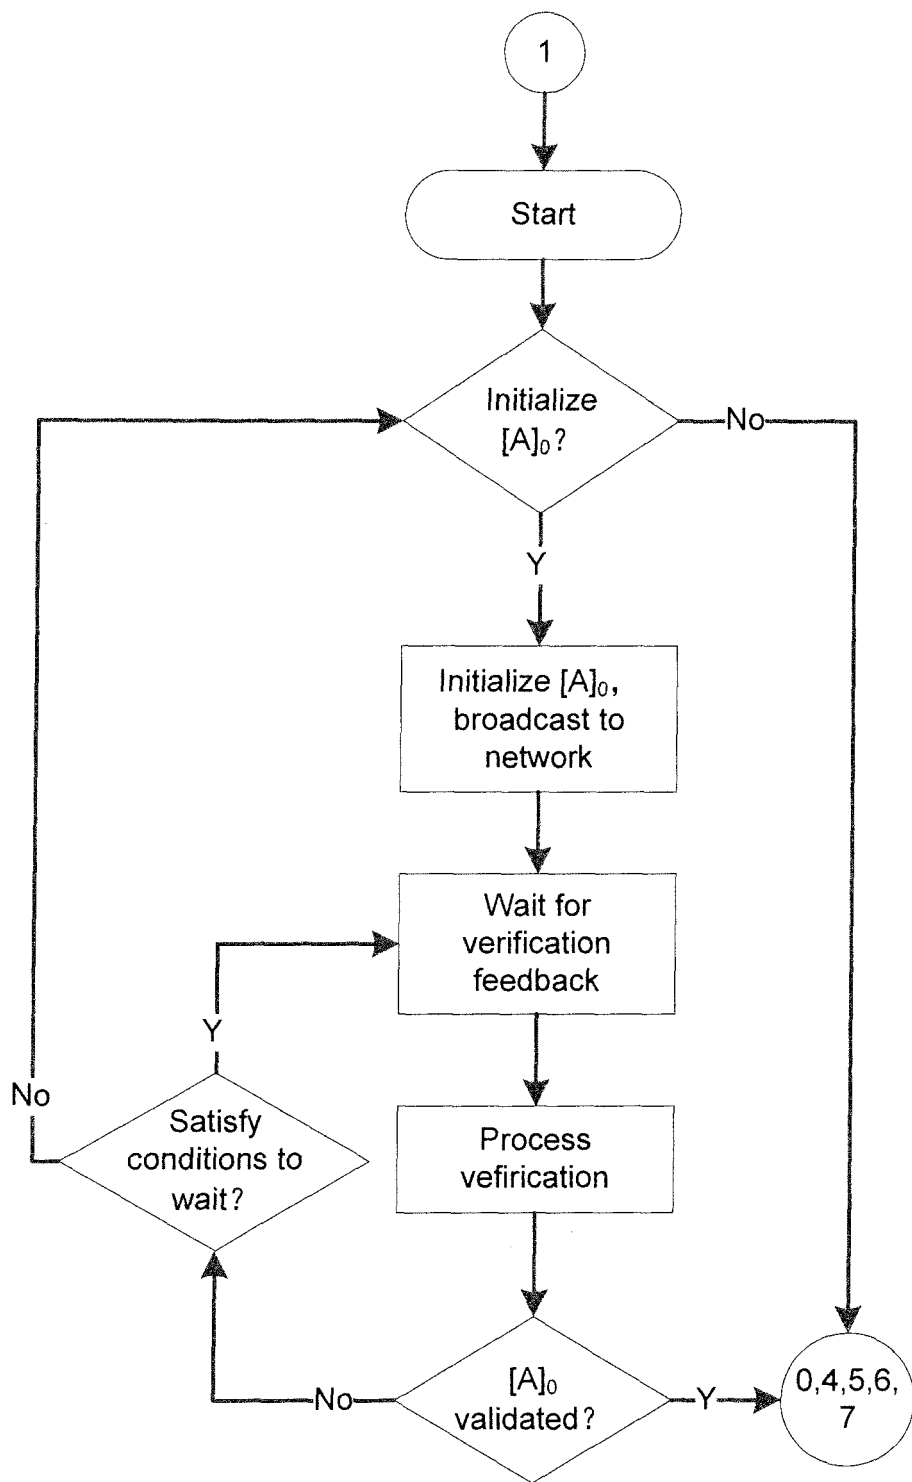 1
Start
Initialize
[A]₀?
No
Y
Initialize [A]₀,
broadcast to
network
Wait for
verification
feedback
Y
No
Satisfy
conditions to
wait?
Process
vefirication
[A]₀
validated?
No
Y
0,4,5,6,
7